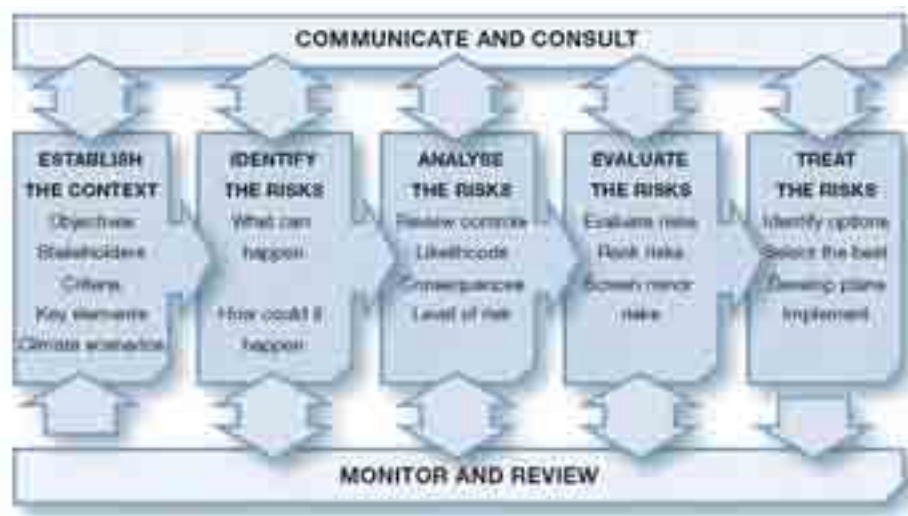 COMMUNICATE AND CONSULT
ESTABLISH
THE CONTEXT
Objectives
Stakeholders
Criteria
Key elements
Climate scenarios
IDENTIFY
THE RISKS
What can
happen
How could it
happen
ANALYSE
THE RISKS
Review controls
Likelihoods
Consequences
Level of risk
EVALUATE
THE RISKS
Evaluate risks
Rank risks
Screen minor
risks
TREAT
THE RISKS
Identify options
Select the best
Develop plans
Implement
MONITOR AND REVIEW